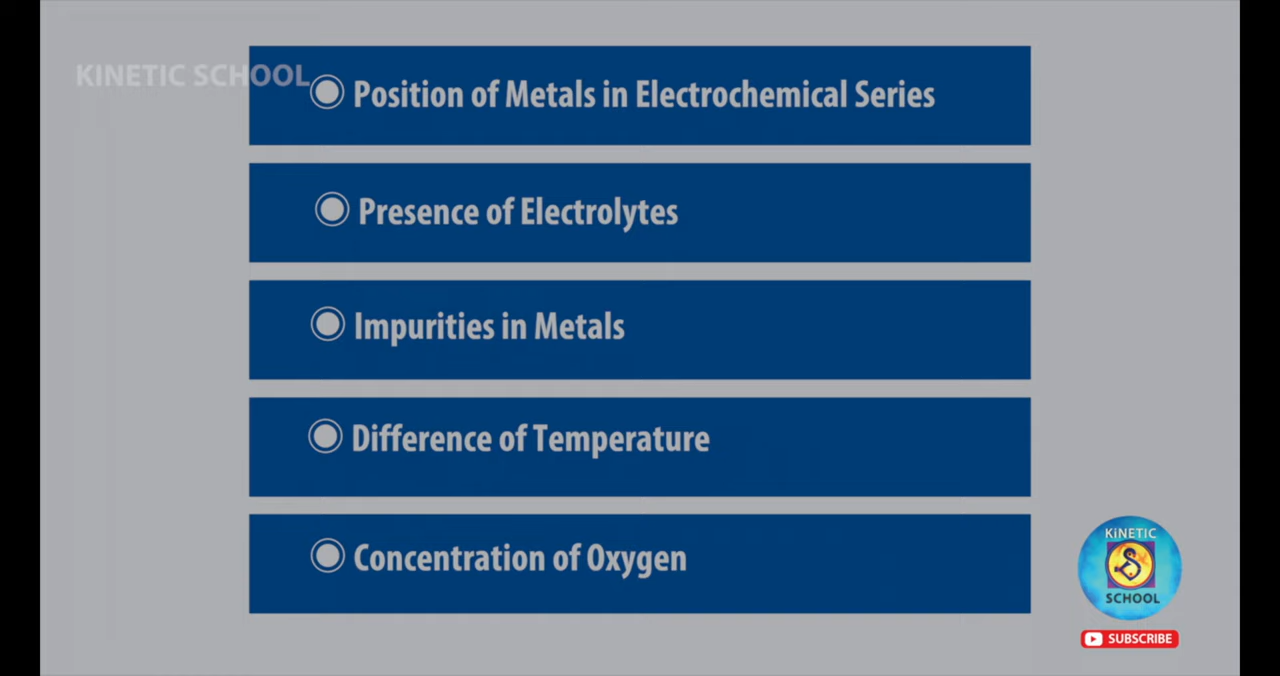 KINETIC SCHOOL
Position of Metals in Electrochemical Series
Presence of Electrolytes
Impurities in Metals
Difference of Temperature
Concentration of Oxygen
KiNETIC
SCHOOL
SUBSCRIBE